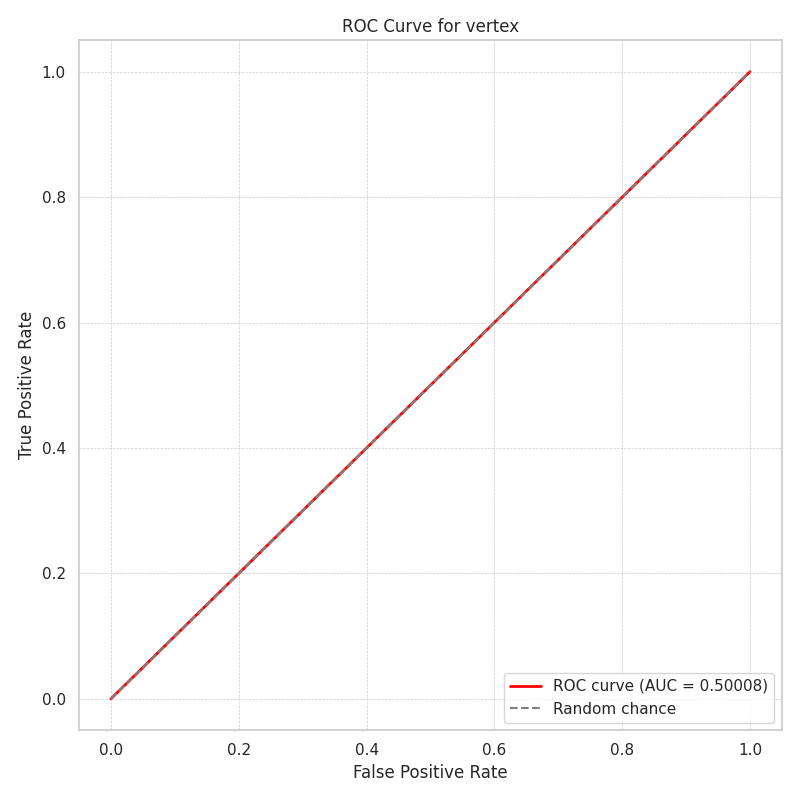 ROC Curve for vertex
1.0
0.8
0.6
0.4
0.2
0.0
True Positive Rate
ROC curve (AUC = 0.50008)
Random chance
0.0 0.2 0.4 0.6 0.8 1.0
False Positive Rate